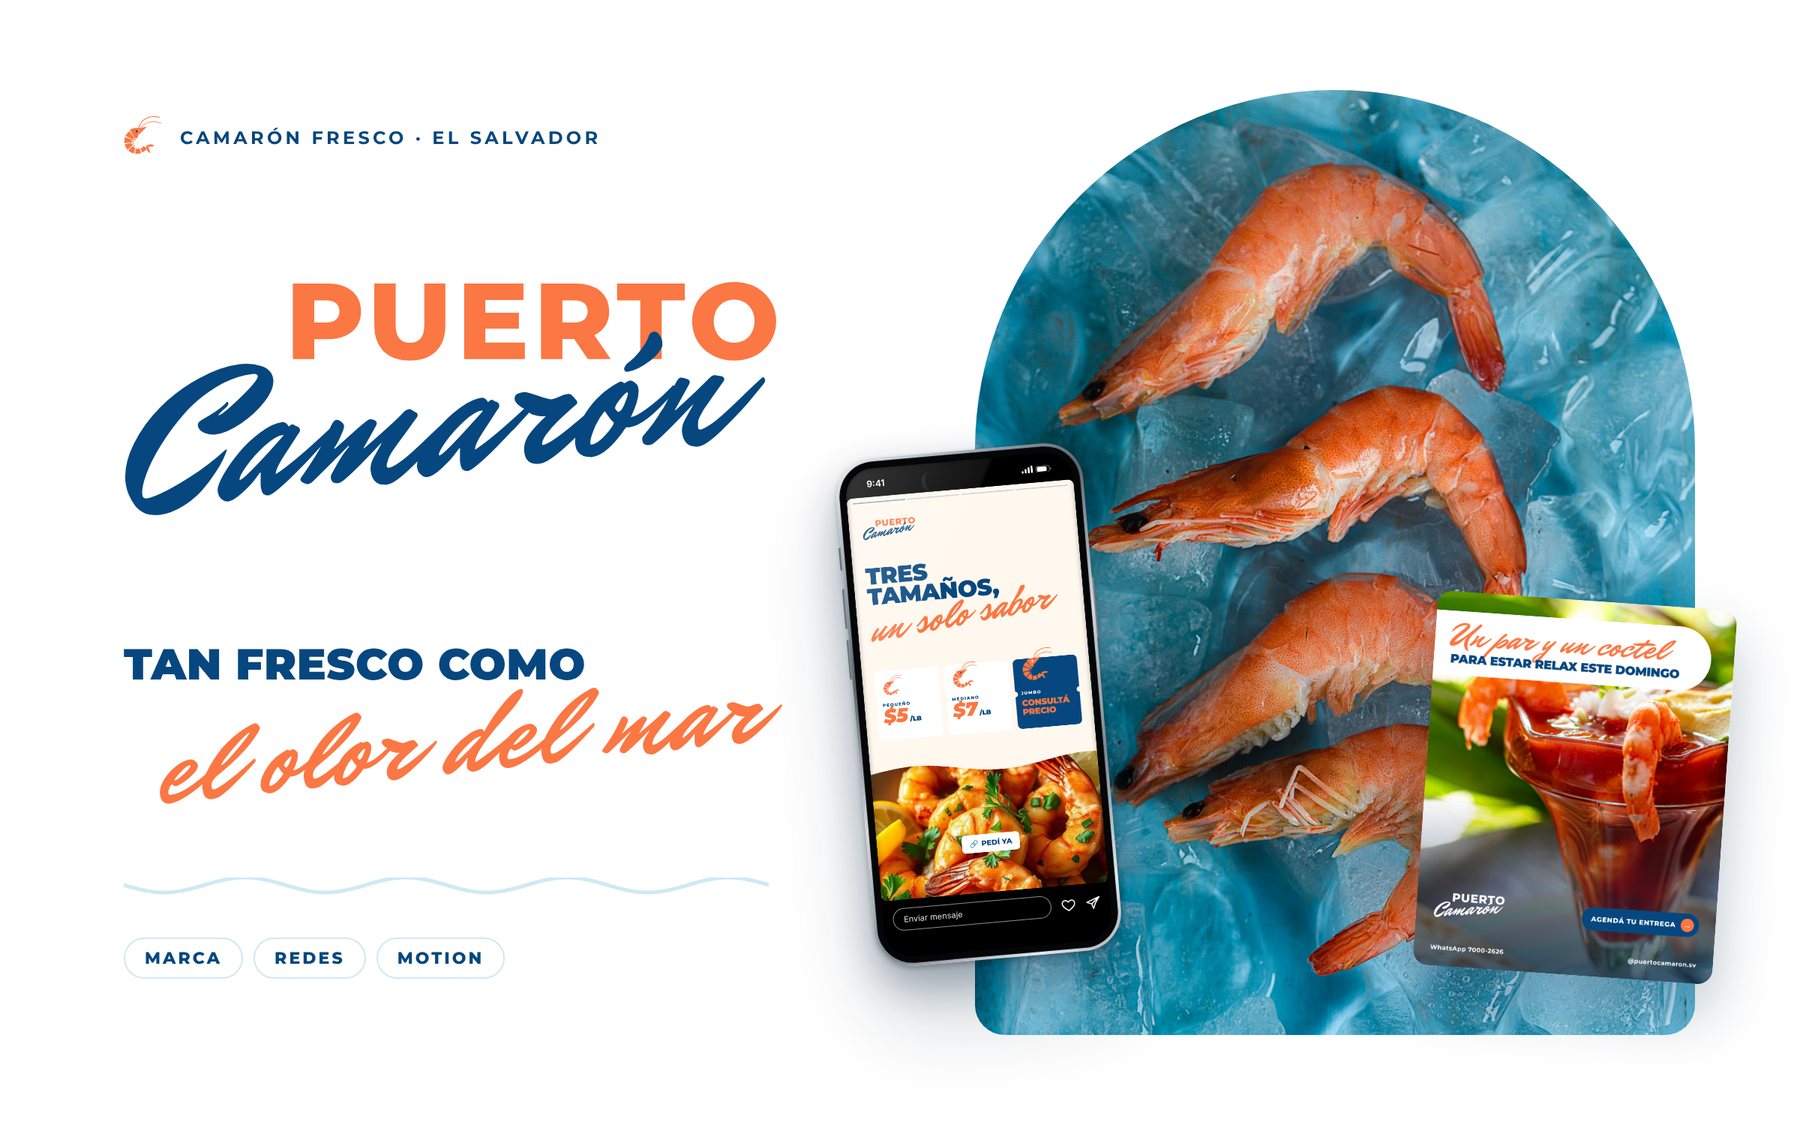 CAMARÓN FRESCO · EL SALVADOR
PUERTO
Camarón
TAN FRESCO COMO
el olor del mar
MARCA
REDES
MOTION
9:41
PUERTO
Camarón
TRES
TAMAÑOS,
un solo sabor
PEQUEÑO
$5 /LB
MEDIANO
$7 /LB
JUMBO
CONSULTÁ
PRECIO
PEDÍ YA
Enviar mensaje
Un par y un coctel
PARA ESTAR RELAX ESTE DOMINGO
PUERTO
Camarón
AGENDÁ TU ENTREGA
WhatsApp 7000-2626
@puertocamaron.sv